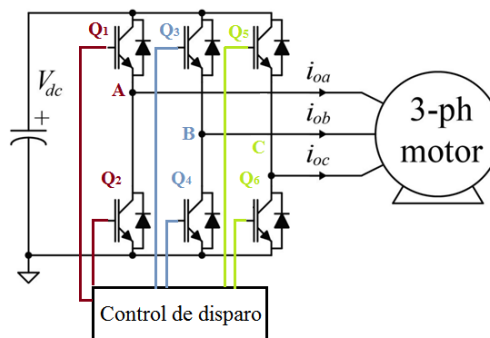 Q1
Q3
Q5
Vdc
+
A
ioa
B
iob
C
ioc
3-ph
motor
Q2
Q4
Q6
Control de disparo